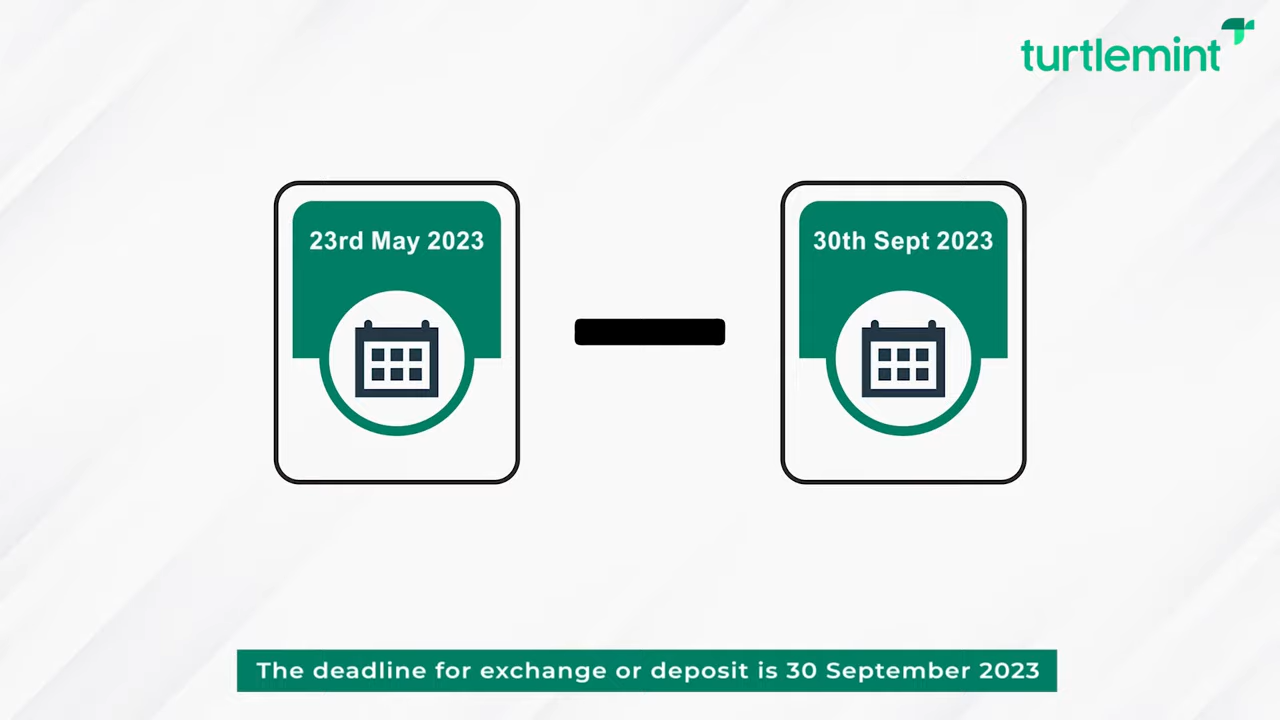 turtlemint
23rd May 2023
30th Sept 2023
The deadline for exchange or deposit is 30 September 2023